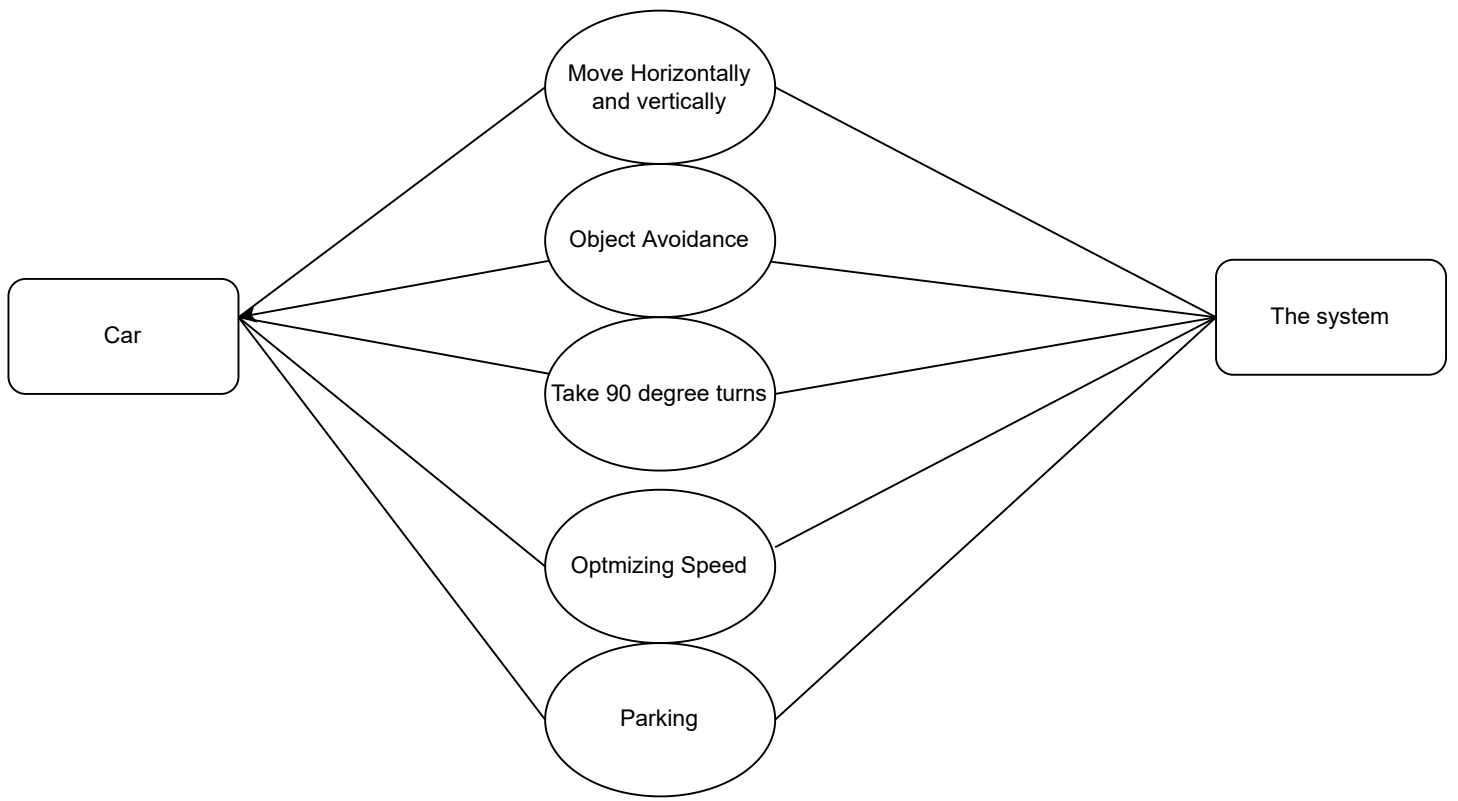 Move Horizontally
and vertically
Object Avoidance
Car
The system
Take 90 degree turns
Optmizing Speed
Parking